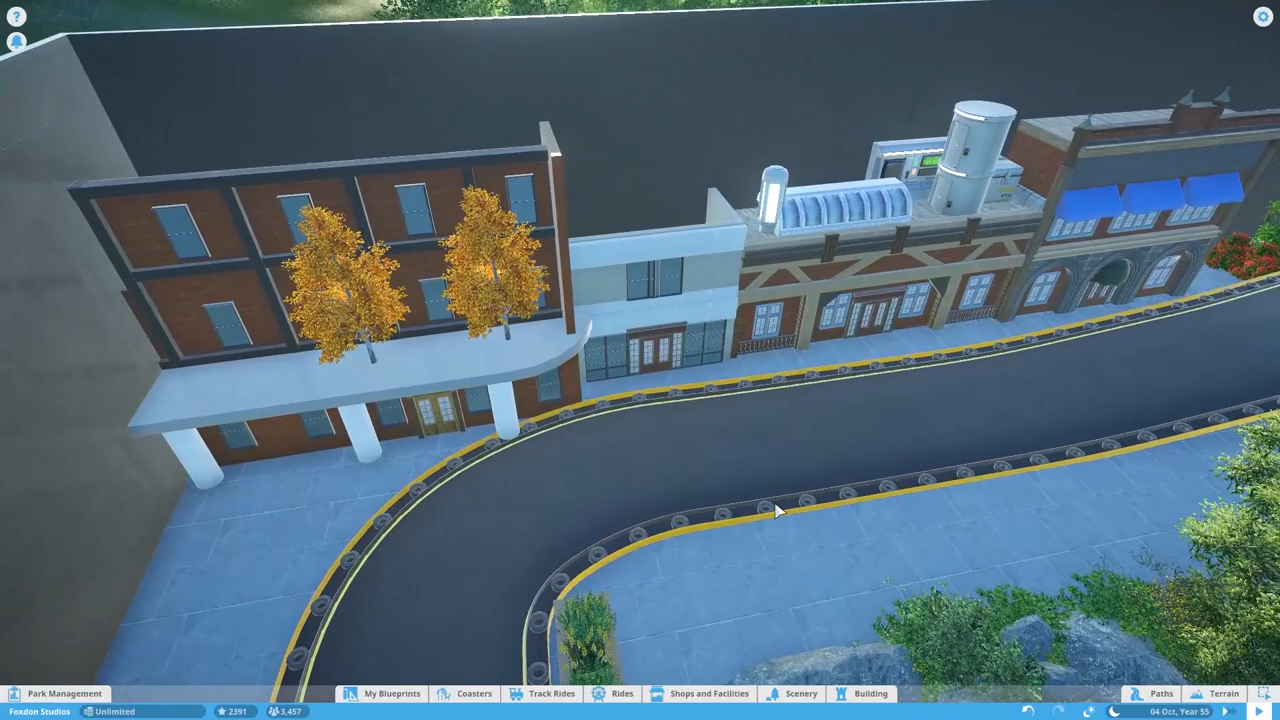 ?
Park Management
My Blueprints
Coasters
Track Rides
Rides
Shops and Facilities
Scenery
Building
Paths
Terrain
Foxdon Studios
Unlimited
2391
3,457
04 Oct, Year 55